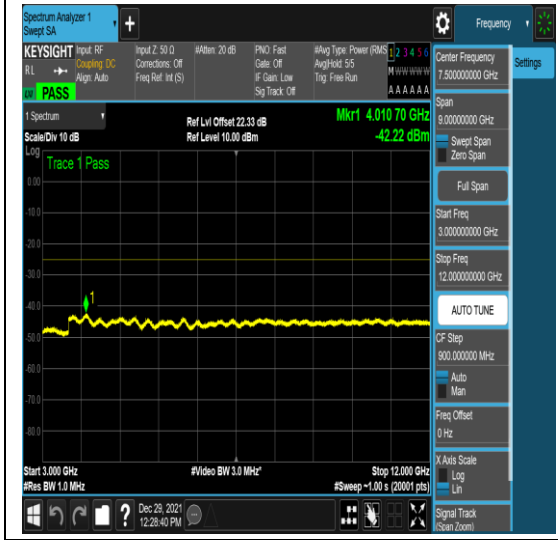 Spectrum Analyzer 1
Swept SA
+
Frequency
KEYSIGHT
RL
Input: RF
Coupling: DC
Align: Auto
Input Z: 50 Ω
Corrections: Off
Freq Ref: Int (S)
#Atten: 20 dB
PNO: Fast
Gate: Off
IF Gain: Low
Sig Track: Off
#Avg Type: Power (RMS
Avg|Hold: 5/5
Trig: Free Run
1 2 3 4 5 6
M W W W W W
A A A A A A
PASS
1 Spectrum
Scale/Div 10 dB
Ref Lvl Offset 22.33 dB
Ref Level 10.00 dBm
Mkr1 4.010 70 GHz
-42.22 dBm
Log
Trace 1 Pass
0.00
-10.0
-20.0
-30.0
-40.0
-50.0
-60.0
-70.0
-80.0
1
Start 3.000 GHz
#Res BW 1.0 MHz
#Video BW 3.0 MHz*
Stop 12.000 GHz
#Sweep ~1.00 s (20001 pts)
?
Dec 29, 2021
12:28:40 PM
Center Frequency
7.500000000 GHz
Settings
Span
9.00000000 GHz
Swept Span
Zero Span
Full Span
Start Freq
3.000000000 GHz
Stop Freq
12.000000000 GHz
AUTO TUNE
CF Step
900.000000 MHz
Auto
Man
Freq Offset
0 Hz
X Axis Scale
Log
Lin
Signal Track
(Span Zoom)